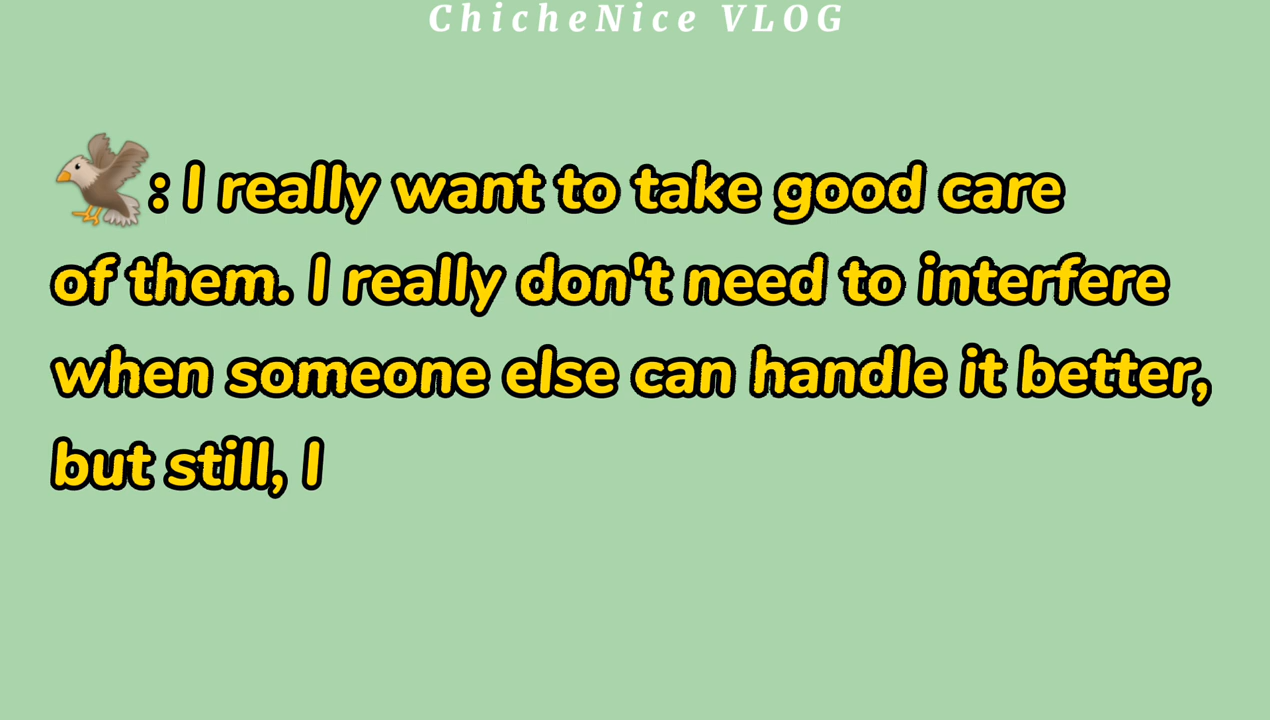 ChicheNice VLOG
🦅: I really want to take good care
of them. I really don't need to interfere
when someone else can handle it better,
but still, I